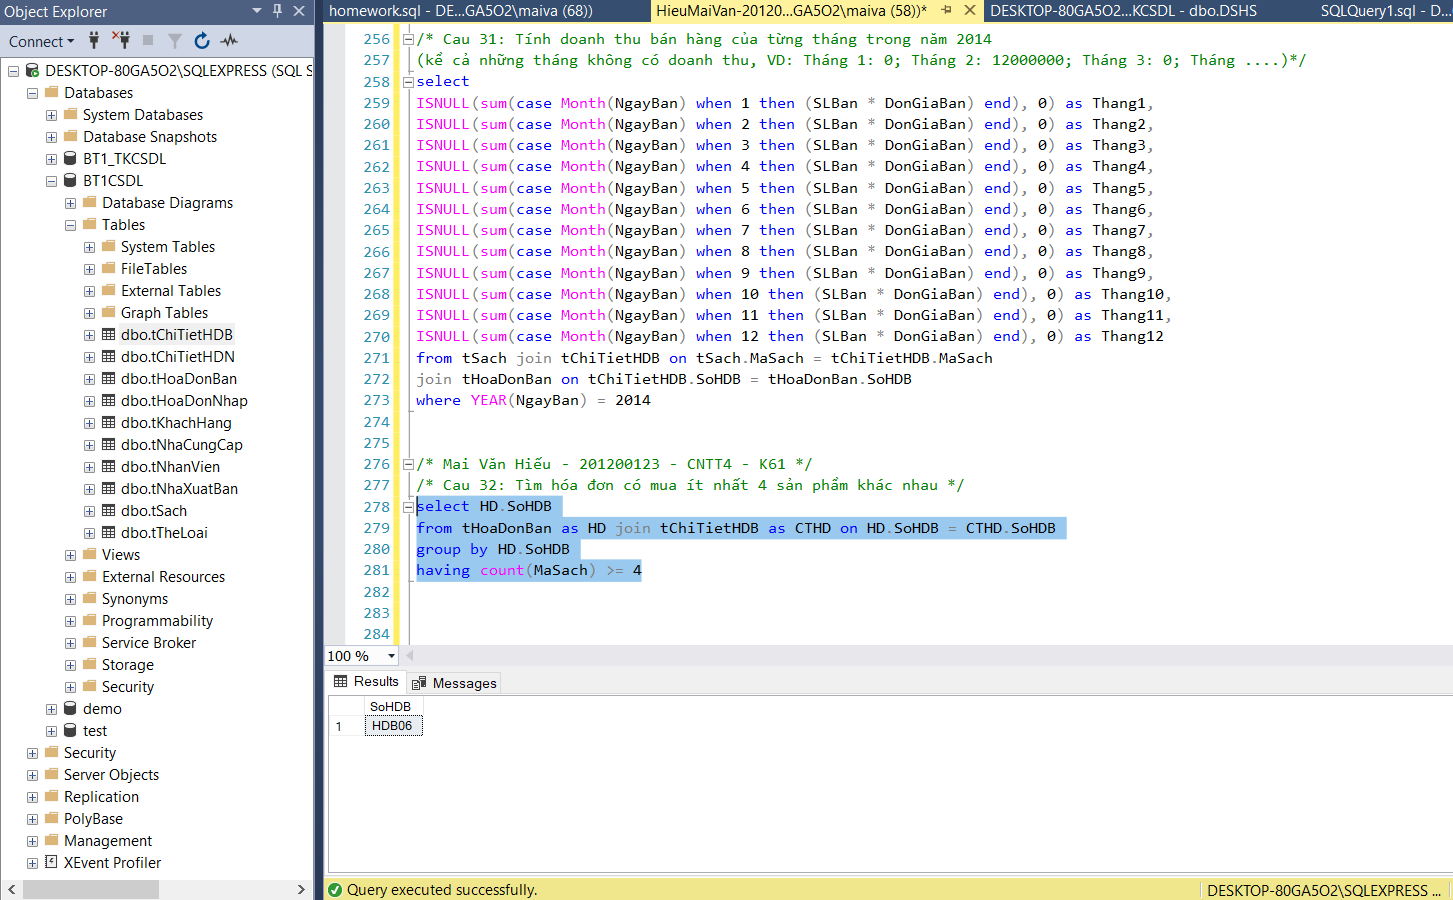 Object Explorer
Connect
DESKTOP-80GA5O2\SQLEXPRESS (SQL S
Databases
System Databases
Database Snapshots
BT1_TKCSDL
BT1CSDL
Database Diagrams
Tables
System Tables
FileTables
External Tables
Graph Tables
dbo.tChiTietHDB
dbo.tChiTietHDN
dbo.tHoaDonBan
dbo.tHoaDonNhap
dbo.tKhachHang
dbo.tNhaCungCap
dbo.tNhanVien
dbo.tNhaXuatBan
dbo.tSach
dbo.tTheLoai
Views
External Resources
Synonyms
Programmability
Service Broker
Storage
Security
demo
test
Security
Server Objects
Replication
PolyBase
Management
XEvent Profiler
homework.sql - DE...GA5O2\maiva (68)) HieuMaiVan-20120...GA5O2\maiva (58))* DESKTOP-80GA5O2...KCSDL - dbo.DSHS SQLQuery1.sql - D...
256 /* Cau 31: Tính doanh thu bán hàng của từng tháng trong năm 2014
257 (kể cả những tháng không có doanh thu, VD: Tháng 1: 0; Tháng 2: 12000000; Tháng 3: 0; Tháng ....)*/
258 select
259 ISNULL(sum(case Month(NgayBan) when 1 then (SLBan * DonGiaBan) end), 0) as Thang1,
260 ISNULL(sum(case Month(NgayBan) when 2 then (SLBan * DonGiaBan) end), 0) as Thang2,
261 ISNULL(sum(case Month(NgayBan) when 3 then (SLBan * DonGiaBan) end), 0) as Thang3,
262 ISNULL(sum(case Month(NgayBan) when 4 then (SLBan * DonGiaBan) end), 0) as Thang4,
263 ISNULL(sum(case Month(NgayBan) when 5 then (SLBan * DonGiaBan) end), 0) as Thang5,
264 ISNULL(sum(case Month(NgayBan) when 6 then (SLBan * DonGiaBan) end), 0) as Thang6,
265 ISNULL(sum(case Month(NgayBan) when 7 then (SLBan * DonGiaBan) end), 0) as Thang7,
266 ISNULL(sum(case Month(NgayBan) when 8 then (SLBan * DonGiaBan) end), 0) as Thang8,
267 ISNULL(sum(case Month(NgayBan) when 9 then (SLBan * DonGiaBan) end), 0) as Thang9,
268 ISNULL(sum(case Month(NgayBan) when 10 then (SLBan * DonGiaBan) end), 0) as Thang10,
269 ISNULL(sum(case Month(NgayBan) when 11 then (SLBan * DonGiaBan) end), 0) as Thang11,
270 ISNULL(sum(case Month(NgayBan) when 12 then (SLBan * DonGiaBan) end), 0) as Thang12
271 from tSach join tChiTietHDB on tSach.MaSach = tChiTietHDB.MaSach
272 join tHoaDonBan on tChiTietHDB.SoHDB = tHoaDonBan.SoHDB
273 where YEAR(NgayBan) = 2014
274
275
276 /* Mai Văn Hiếu - 201200123 - CNTT4 - K61 */
277 /* Cau 32: Tìm hóa đơn có mua ít nhất 4 sản phẩm khác nhau */
278 select HD.SoHDB
279 from tHoaDonBan as HD join tChiTietHDB as CTHD on HD.SoHDB = CTHD.SoHDB
280 group by HD.SoHDB
281 having count(MaSach) >= 4
282
283
284
100 %
Results Messages
SoHDB
1 HDB06
Query executed successfully. DESKTOP-80GA5O2\SQLEXPRESS ...